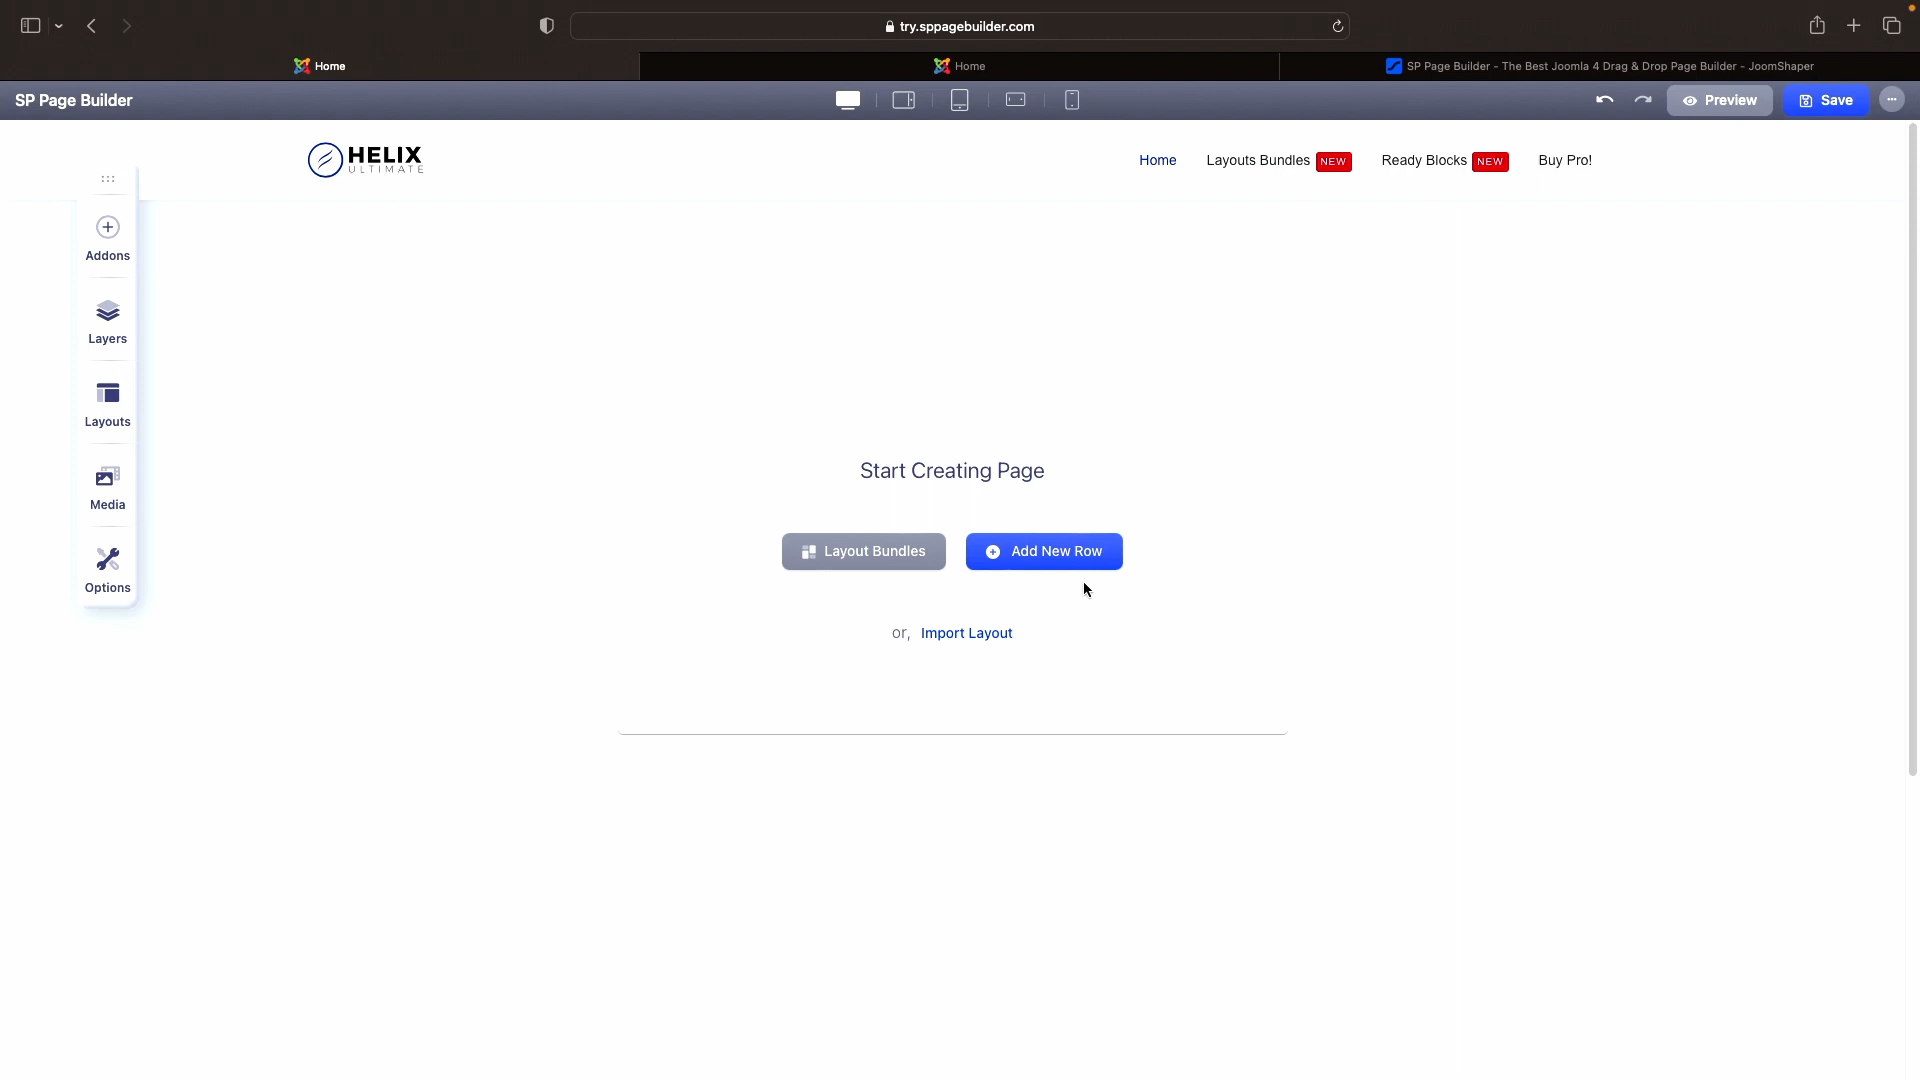 try.sppagebuilder.com
Home
Home
SP Page Builder - The Best Joomla 4 Drag & Drop Page Builder - JoomShaper
SP Page Builder
Preview
Save
HELIX
ULTIMATE
Home
Layouts Bundles NEW
Ready Blocks NEW
Buy Pro!
Addons
Layers
Layouts
Media
Options
Start Creating Page
Layout Bundles
Add New Row
or, Import Layout